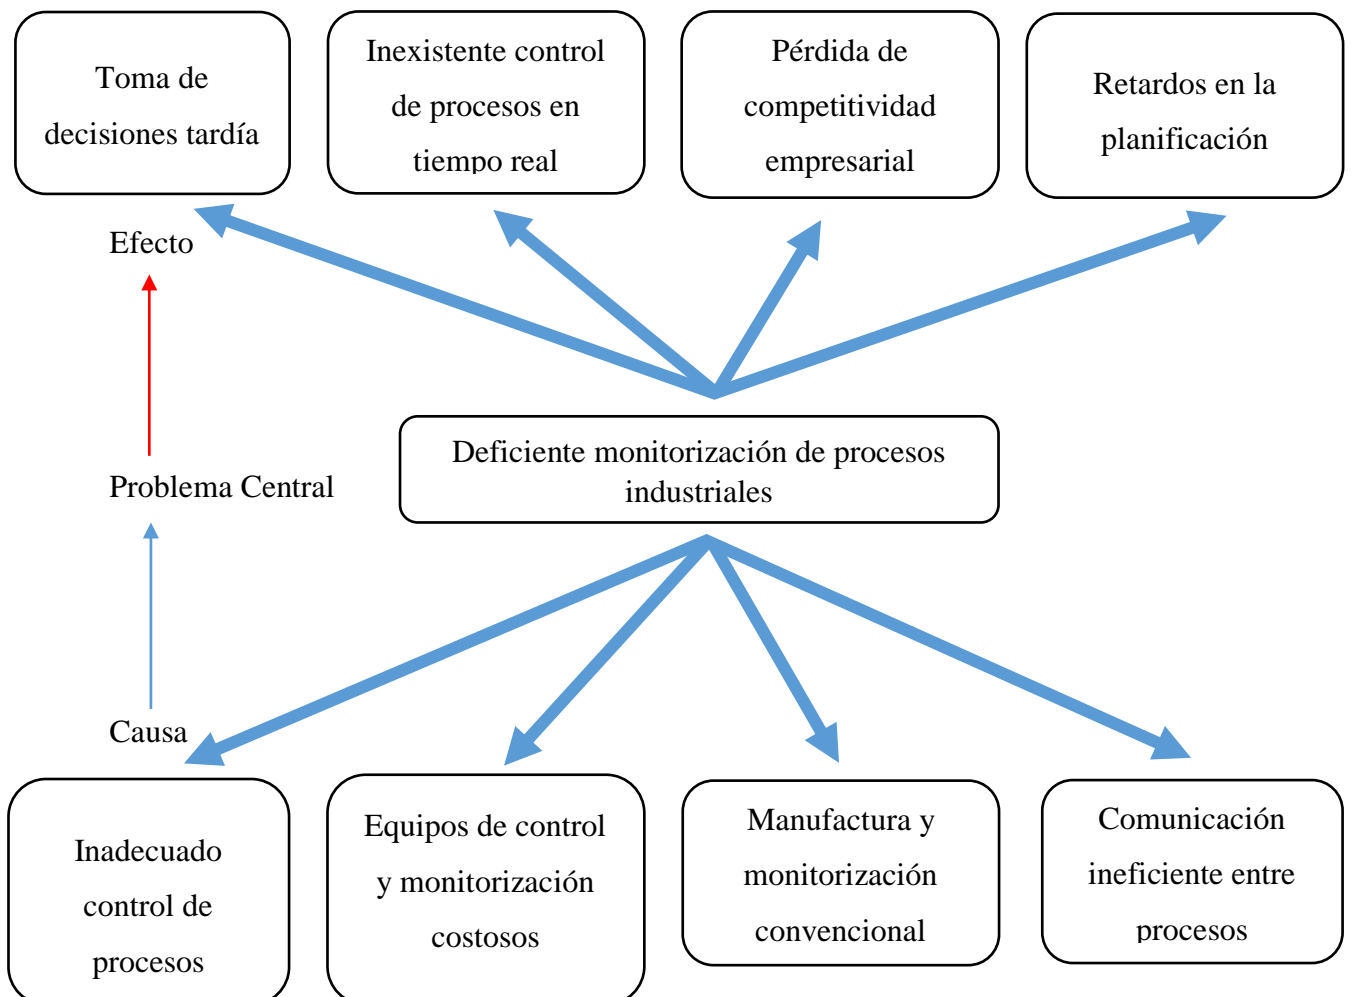 Toma de
decisiones tardía
Inexistente control
de procesos en
tiempo real
Pérdida de
competitividad
empresarial
Retardos en la
planificación
Efecto
Problema Central
Deficiente monitorización de procesos
industriales
Causa
Inadecuado
control de
procesos
Equipos de control
y monitorización
costosos
Manufactura y
monitorización
convencional
Comunicación
ineficiente entre
procesos